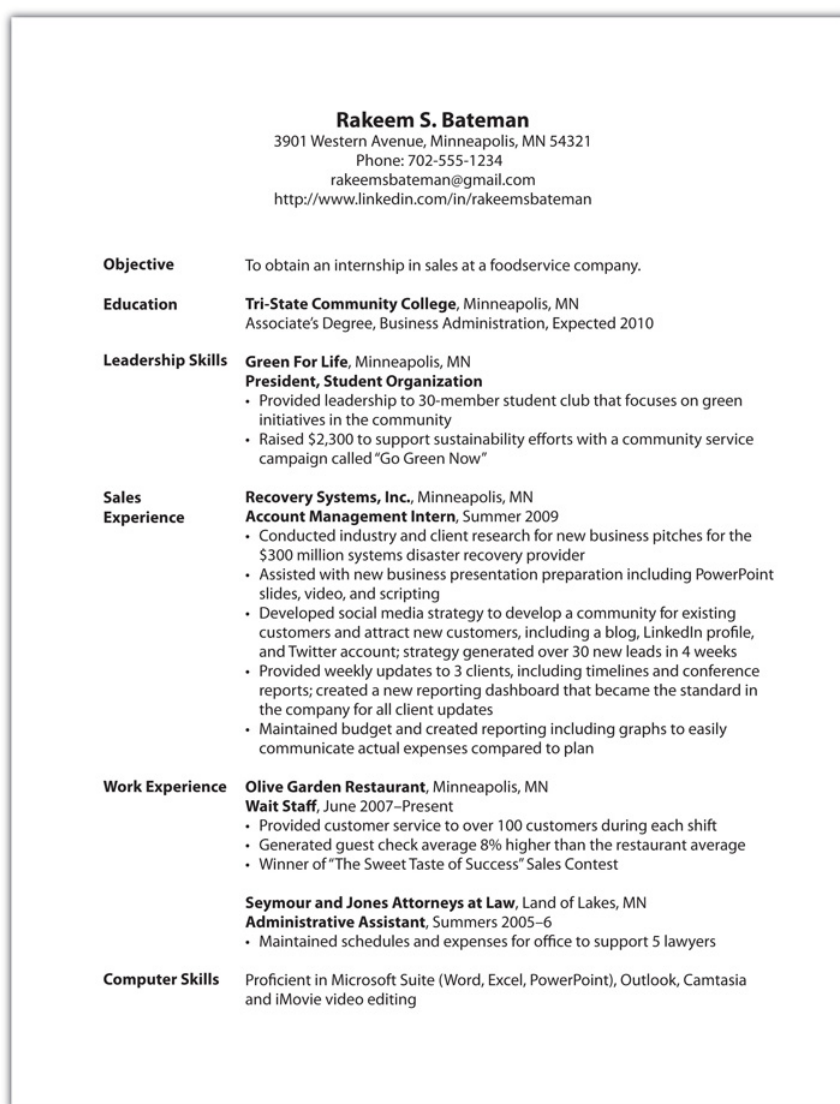 Rakeem S. Bateman
3901 Western Avenue, Minneapolis, MN 54321
Phone: 702-555-1234
rakeemsbateman@gmail.com
http://www.linkedin.com/in/rakeemsbateman
Objective To obtain an internship in sales at a foodservice company.
Education Tri-State Community College, Minneapolis, MN
Associate's Degree, Business Administration, Expected 2010
Leadership Skills Green For Life, Minneapolis, MN
President, Student Organization
• Provided leadership to 30-member student club that focuses on green
initiatives in the community
• Raised $2,300 to support sustainability efforts with a community service
campaign called "Go Green Now"
Sales Recovery Systems, Inc., Minneapolis, MN
Experience Account Management Intern, Summer 2009
• Conducted industry and client research for new business pitches for the
$300 million systems disaster recovery provider
• Assisted with new business presentation preparation including PowerPoint
slides, video, and scripting
• Developed social media strategy to develop a community for existing
customers and attract new customers, including a blog, LinkedIn profile,
and Twitter account; strategy generated over 30 new leads in 4 weeks
• Provided weekly updates to 3 clients, including timelines and conference
reports; created a new reporting dashboard that became the standard in
the company for all client updates
• Maintained budget and created reporting including graphs to easily
communicate actual expenses compared to plan
Work Experience Olive Garden Restaurant, Minneapolis, MN
Wait Staff, June 2007–Present
• Provided customer service to over 100 customers during each shift
• Generated guest check average 8% higher than the restaurant average
• Winner of "The Sweet Taste of Success" Sales Contest
Seymour and Jones Attorneys at Law, Land of Lakes, MN
Administrative Assistant, Summers 2005–6
• Maintained schedules and expenses for office to support 5 lawyers
Computer Skills Proficient in Microsoft Suite (Word, Excel, PowerPoint), Outlook, Camtasia
and iMovie video editing